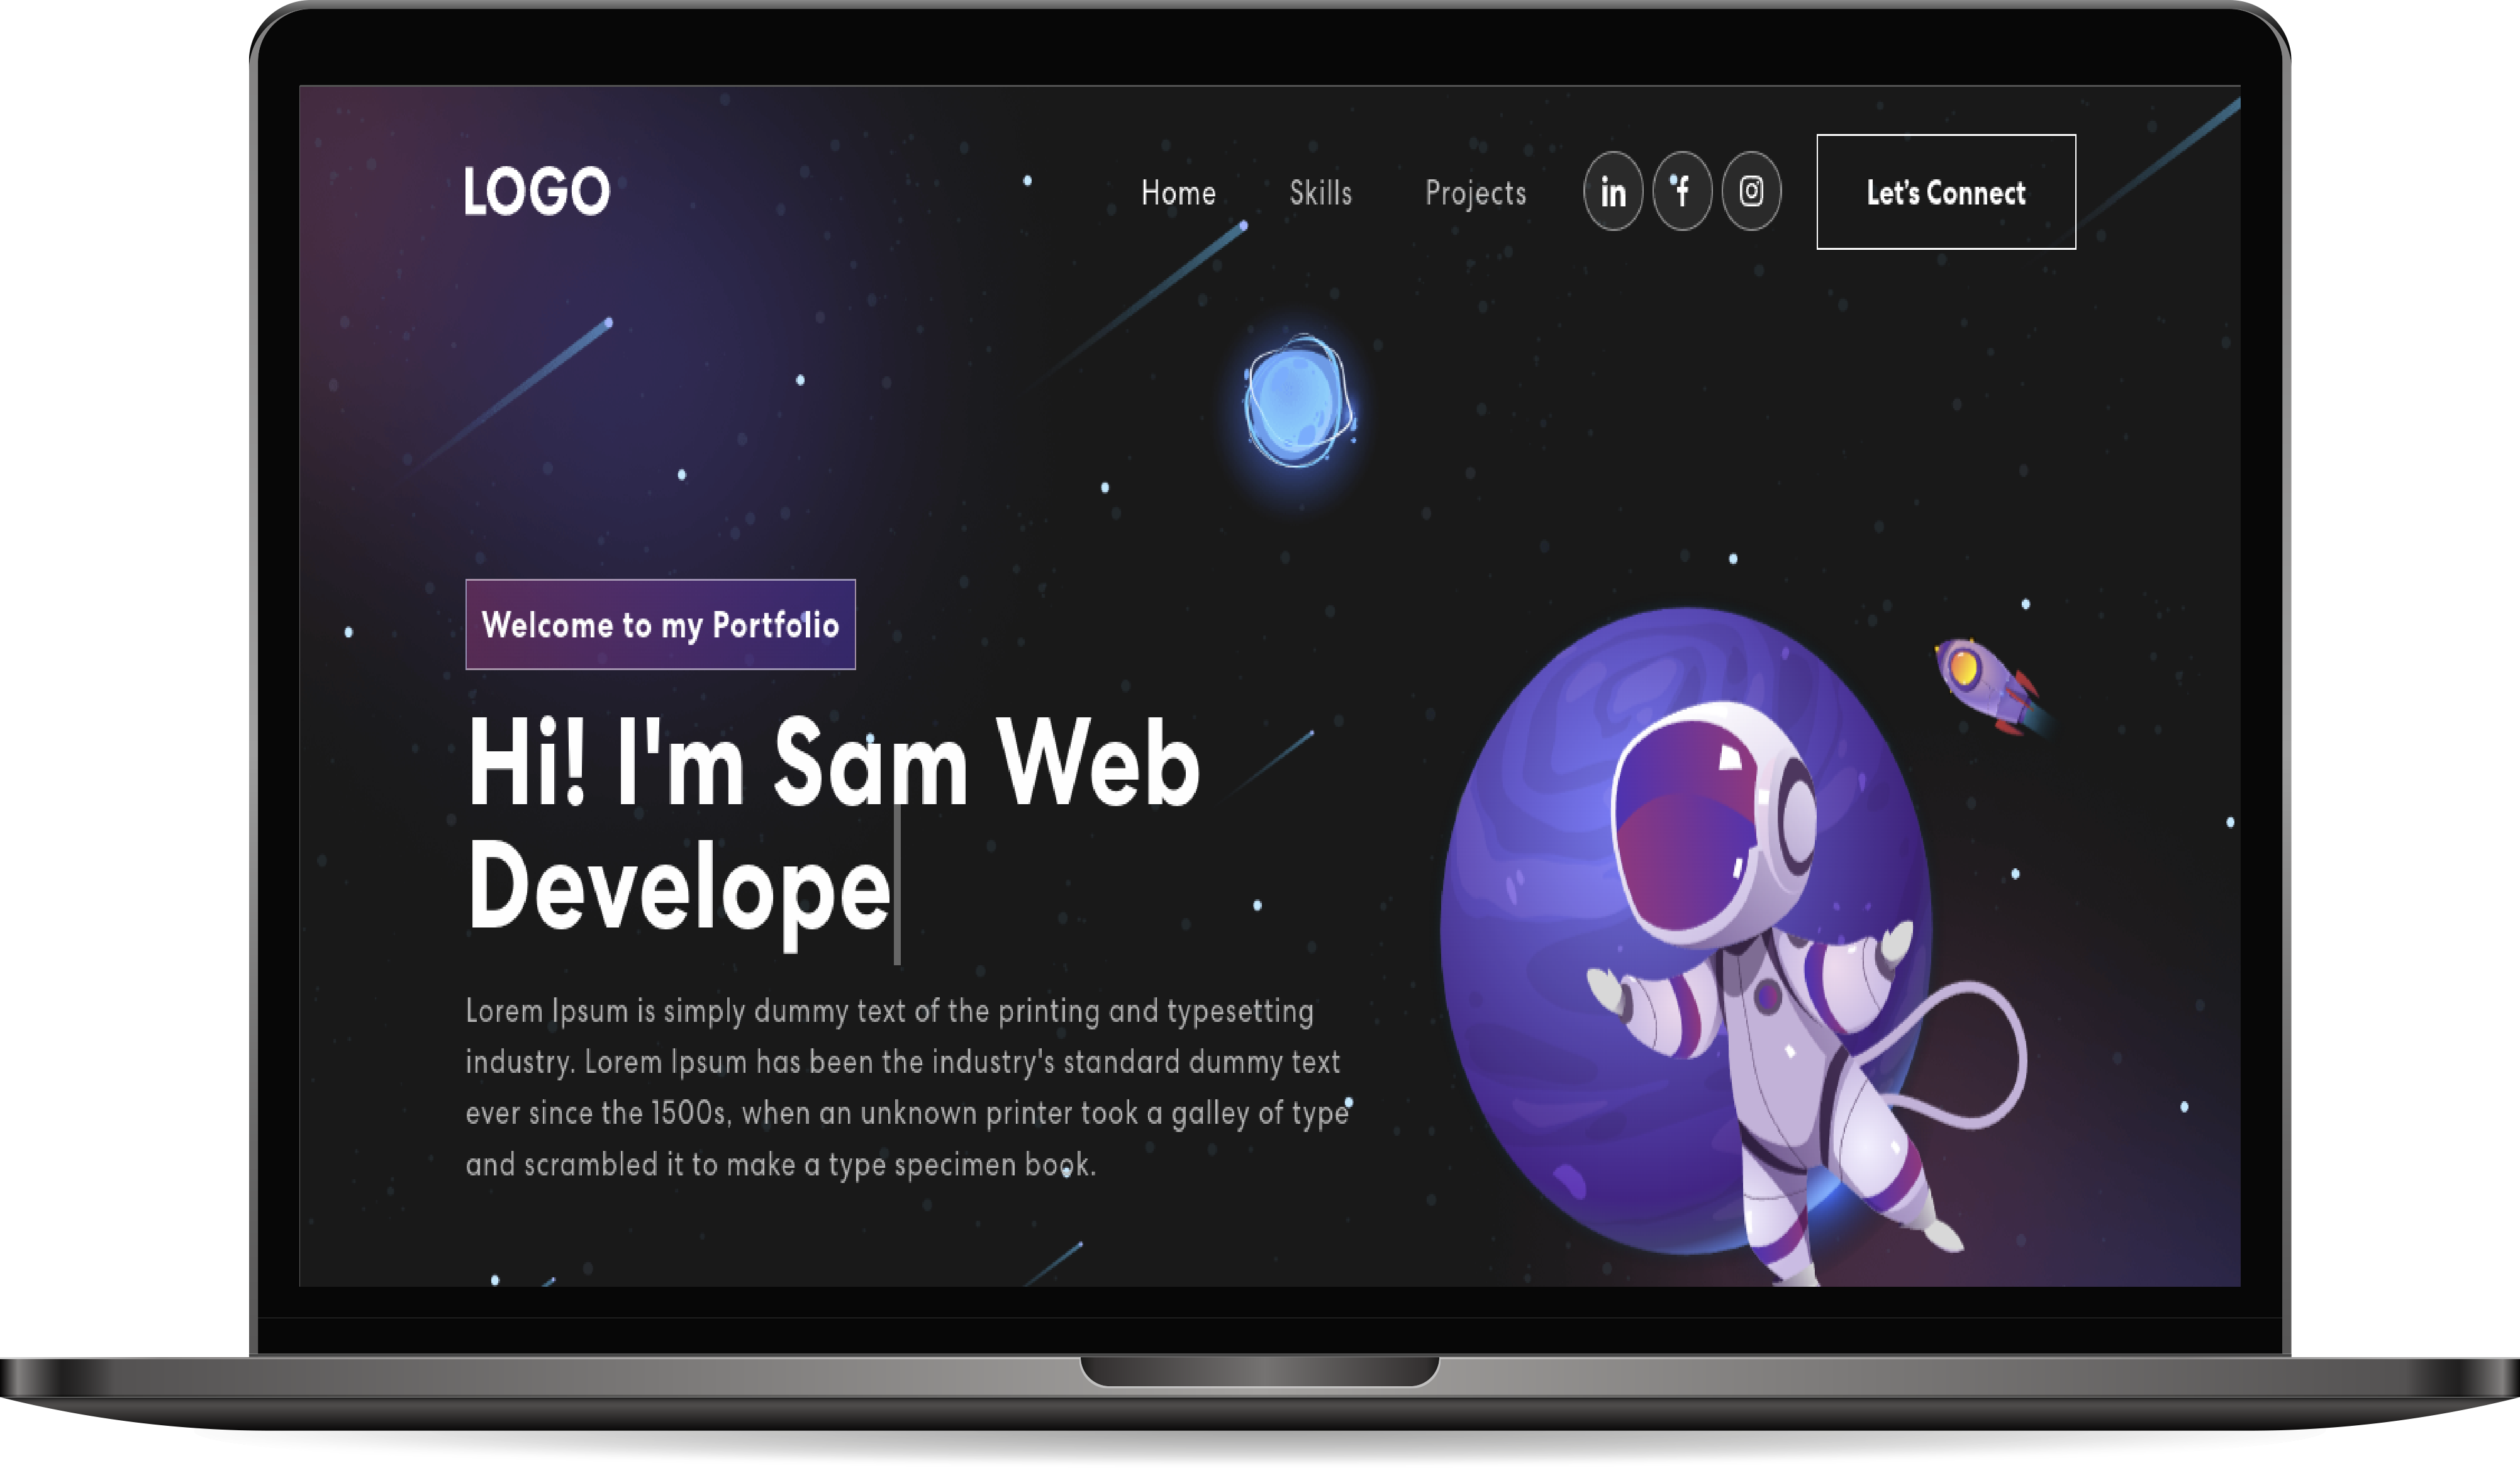 LOGO
Home
Skills
Projects
in
f
Let's Connect
Welcome to my Portfolio
Hi! I'm Sam Web
Develope
Lorem Ipsum is simply dummy text of the printing and typesetting
industry. Lorem Ipsum has been the industry's standard dummy text
ever since the 1500s, when an unknown printer took a galley of type
and scrambled it to make a type specimen book.